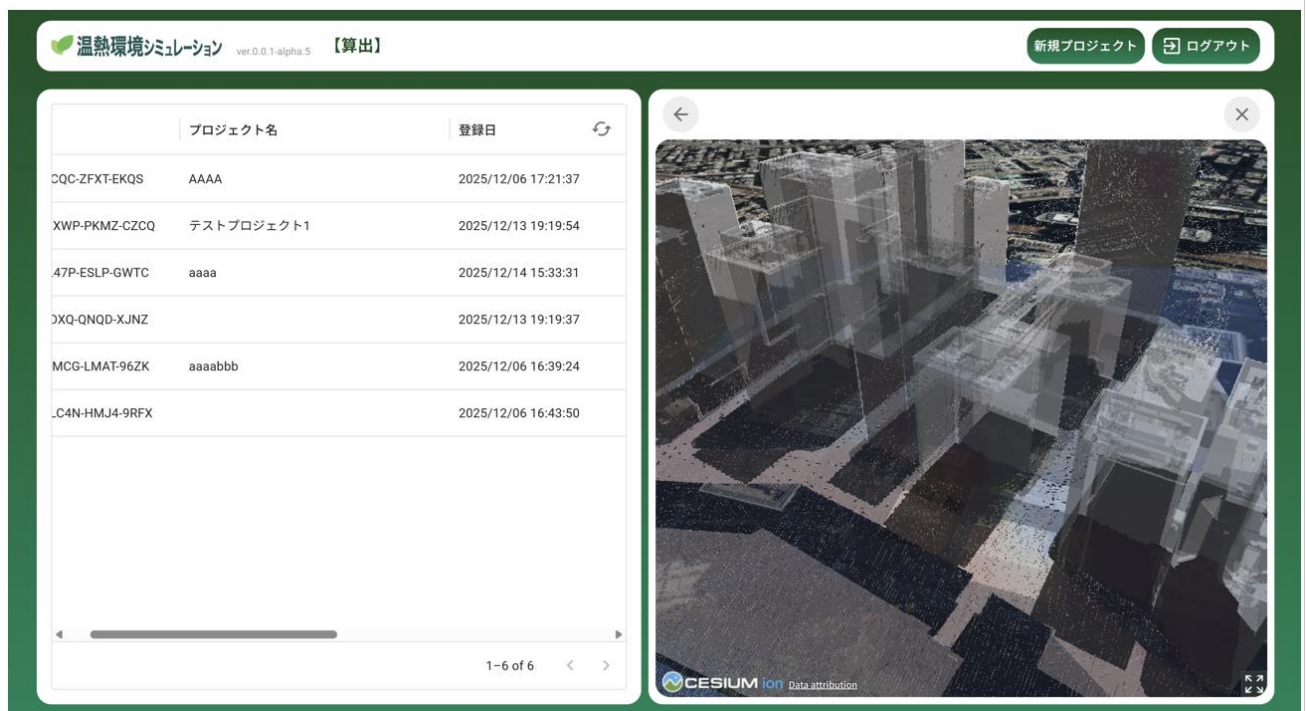 温熱環境シミュレーション ver.0.0.1-alpha.5 【算出】
新規プロジェクト ログアウト
プロジェクト名 登録日
CQC-ZFXT-EKQS AAAA 2025/12/06 17:21:37
XWP-PKMZ-CZCQ テストプロジェクト1 2025/12/13 19:19:54
47P-ESLP-GWTC aaaa 2025/12/14 15:33:31
XQ-QNQD-XJNZ 2025/12/13 19:19:37
MCG-LMAT-96ZK aaaabbb 2025/12/06 16:39:24
C4N-HMJ4-9RFX 2025/12/06 16:43:50
1–6 of 6
CESIUM ion Data attribution